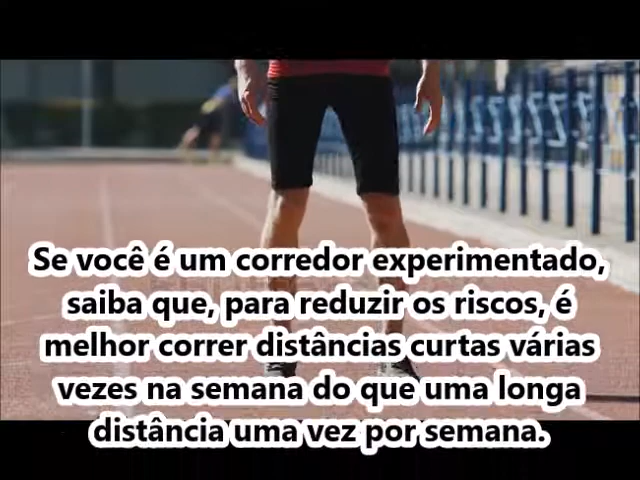 Se você é um corredor experimentado,
saiba que, para reduzir os riscos, é
melhor correr distâncias curtas várias
vezes na semana do que uma longa
distância uma vez por semana.